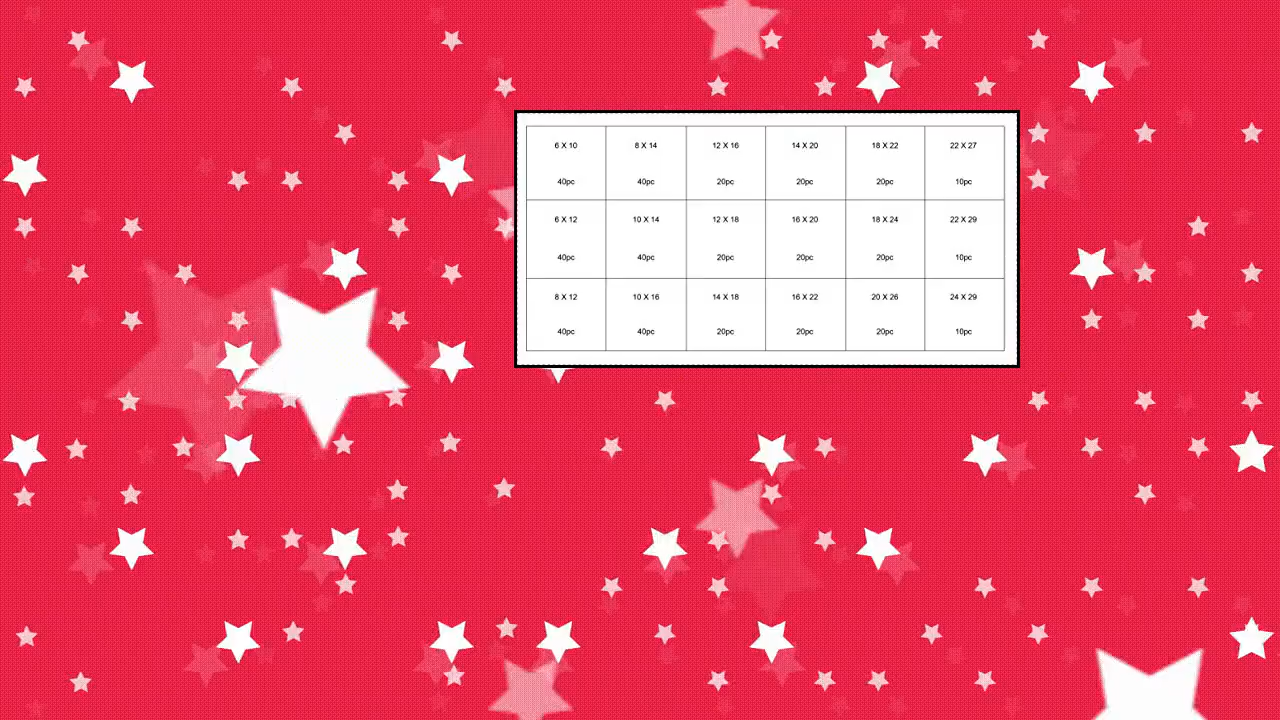 6 X 10 8 X 14 12 X 16 14 X 20 18 X 22 22 X 27
40pc 40pc 20pc 20pc 20pc 10pc
6 X 12 10 X 14 12 X 18 16 X 20 18 X 24 22 X 29
40pc 40pc 20pc 20pc 20pc 10pc
8 X 12 10 X 16 14 X 18 16 X 22 20 X 26 24 X 29
40pc 40pc 20pc 20pc 20pc 10pc